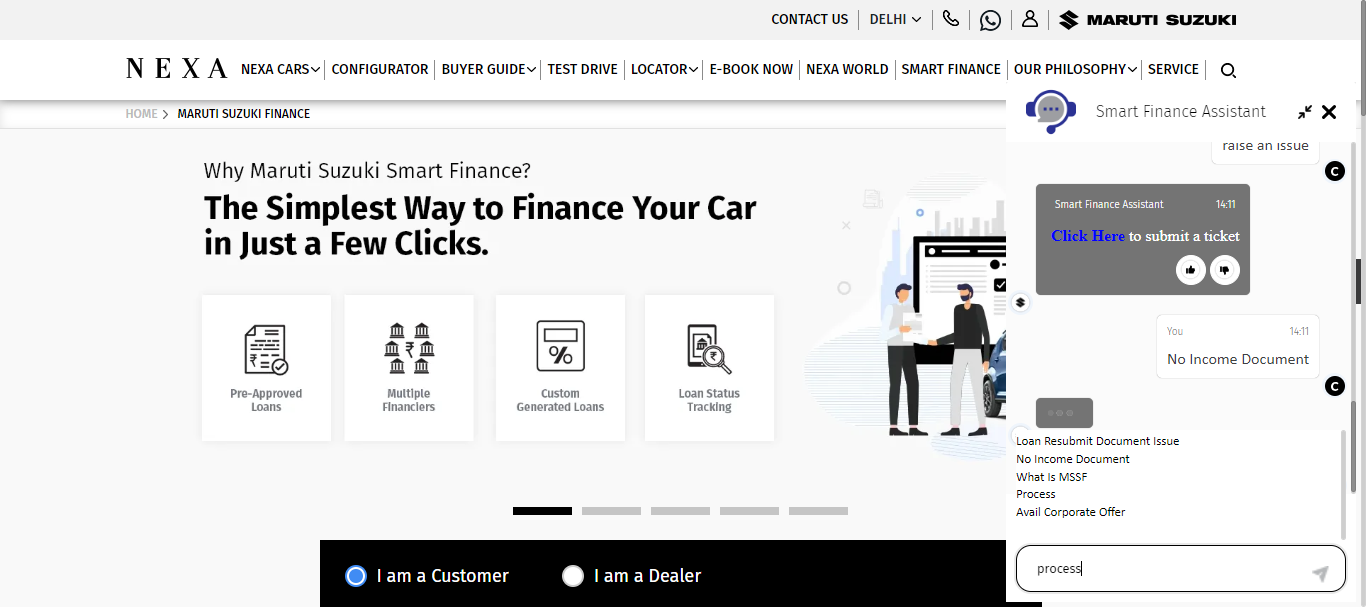 CONTACT US
DELHI
MARUTI SUZUKI
NEXA
NEXA CARS
CONFIGURATOR
BUYER GUIDE
TEST DRIVE
LOCATOR
E-BOOK NOW
NEXA WORLD
SMART FINANCE
OUR PHILOSOPHY
SERVICE
HOME
MARUTI SUZUKI FINANCE
Why Maruti Suzuki Smart Finance?
The Simplest Way to Finance Your Car
in Just a Few Clicks.
Pre-Approved
Loans
Multiple
Financiers
Custom
Generated Loans
Loan Status
Tracking
I am a Customer
I am a Dealer
Smart Finance Assistant
raise an issue
C
Smart Finance Assistant 14:11
Click Here to submit a ticket
You 14:11
No Income Document
C
Loan Resubmit Document Issue
No Income Document
What Is MSSF
Process
Avail Corporate Offer
process